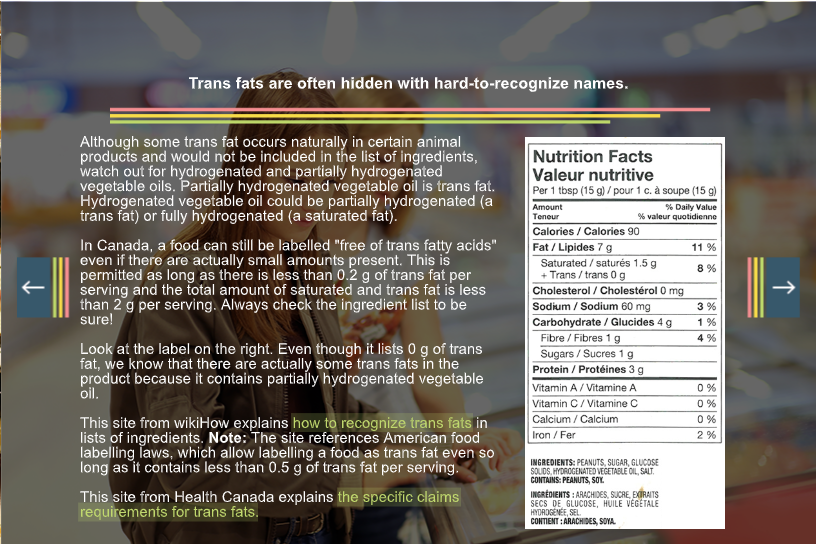 Trans fats are often hidden with hard-to-recognize names.
Although some trans fat occurs naturally in certain animal
products and would not be included in the list of ingredients,
watch out for hydrogenated and partially hydrogenated
vegetable oils. Partially hydrogenated vegetable oil is trans fat.
Hydrogenated vegetable oil could be partially hydrogenated (a
trans fat) or fully hydrogenated (a saturated fat).
In Canada, a food can still be labelled "free of trans fatty acids"
even if there are actually small amounts present. This is
permitted as long as there is less than 0.2 g of trans fat per
serving and the total amount of saturated and trans fat is less
than 2 g per serving. Always check the ingredient list to be
sure!
Look at the label on the right. Even though it lists 0 g of trans
fat, we know that there are actually some trans fats in the
product because it contains partially hydrogenated vegetable
oil.
This site from wikiHow explains how to recognize trans fats in
lists of ingredients. Note: The site references American food
labelling laws, which allow labelling a food as trans fat even so
long as it contains less than 0.5 g of trans fat per serving.
This site from Health Canada explains the specific claims
requirements for trans fats.
Nutrition Facts
Valeur nutritive
Per 1 tbsp (15 g) / pour 1 c. à soupe (15 g)
Amount % Daily Value
Teneur % valeur quotidienne
Calories / Calories 90
Fat / Lipides 7 g 11 %
Saturated / saturés 1.5 g
+ Trans / trans 0 g 8 %
Cholesterol / Cholestérol 0 mg
Sodium / Sodium 60 mg 3 %
Carbohydrate / Glucides 4 g 1 %
Fibre / Fibres 1 g 4 %
Sugars / Sucres 1 g
Protein / Protéines 3 g
Vitamin A / Vitamine A 0 %
Vitamin C / Vitamine C 0 %
Calcium / Calcium 0 %
Iron / Fer 2 %
INGREDIENTS: PEANUTS, SUGAR, GLUCOSE
SOLIDS, HYDROGENATED VEGETABLE OIL, SALT.
CONTAINS: PEANUTS, SOY.
INGRÉDIENTS : ARACHIDES, SUCRE, EXTRAITS
SECS DE GLUCOSE, HUILE VÉGÉTALE
HYDROGÉNÉE, SEL.
CONTIENT : ARACHIDES, SOYA.